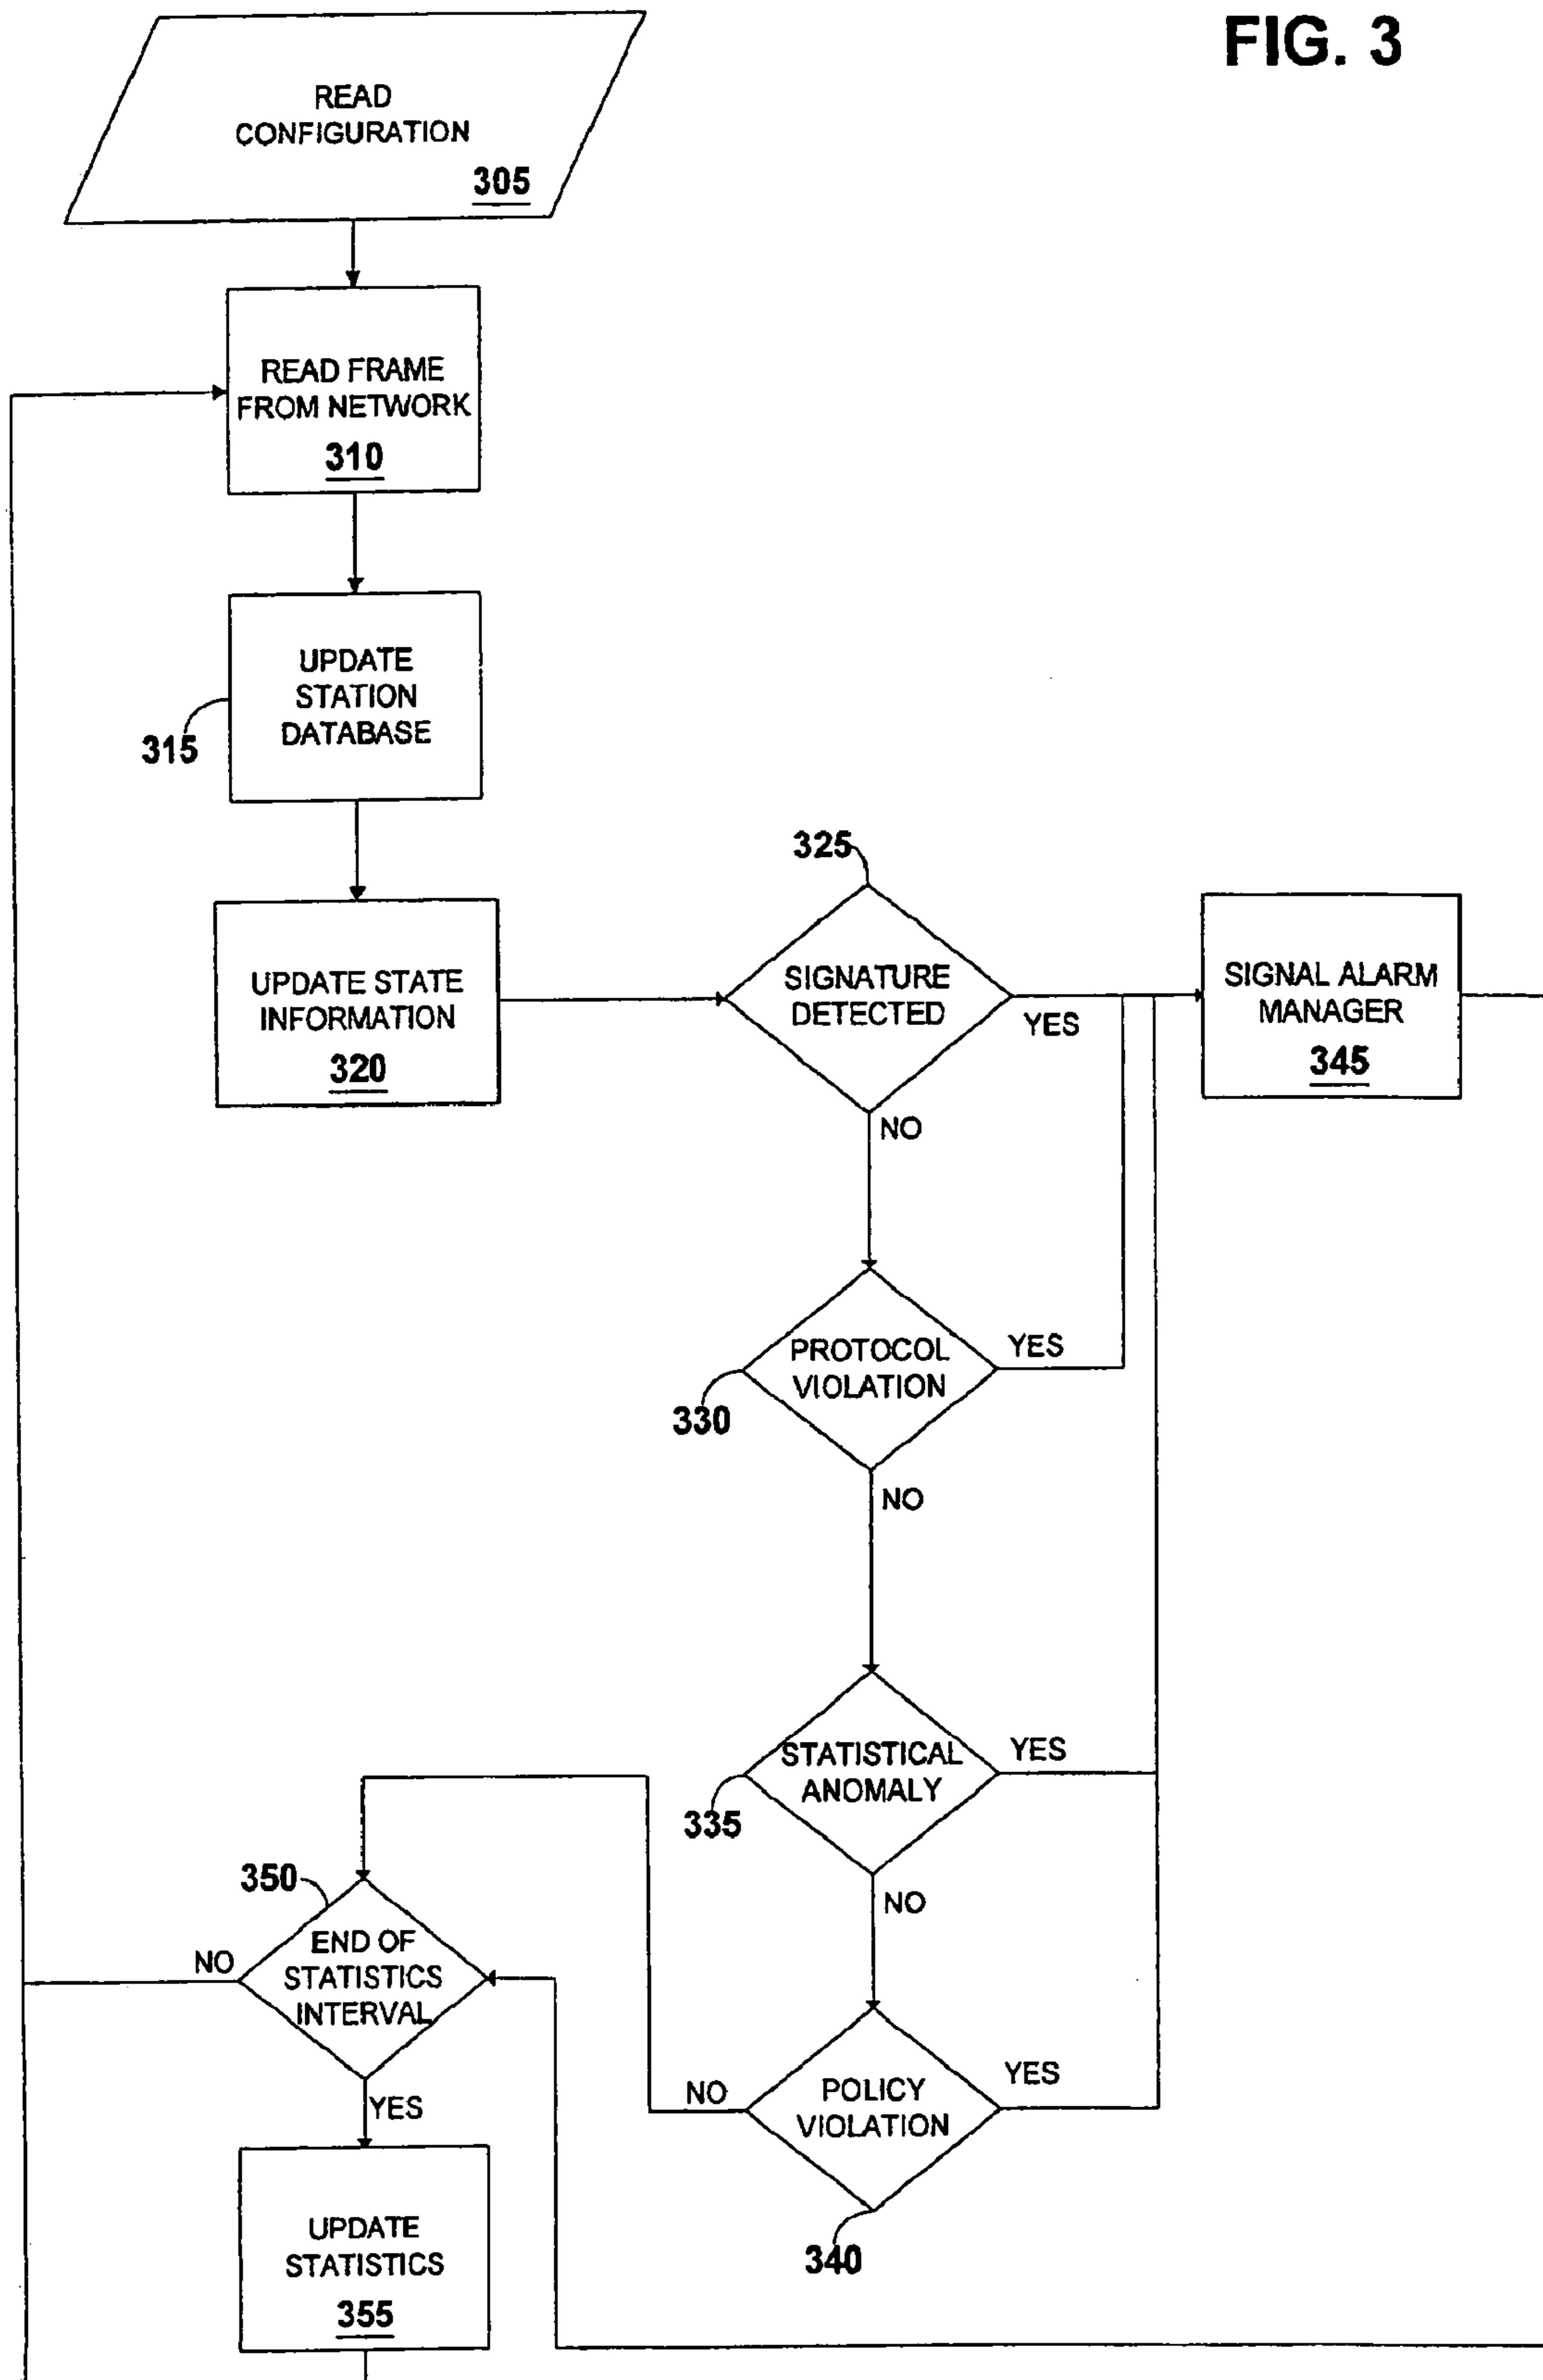 FIG. 3
READ
CONFIGURATION
305
READ FRAME
FROM NETWORK
310
UPDATE
STATION
DATABASE
315
UPDATE STATE
INFORMATION
320
325
SIGNATURE
DETECTED
YES
NO
SIGNAL ALARM
MANAGER
345
PROTOCOL
VIOLATION
YES
330
NO
STATISTICAL
ANOMALY
YES
335
NO
350
END OF
STATISTICS
INTERVAL
NO
YES
POLICY
VIOLATION
NO
YES
340
UPDATE
STATISTICS
355